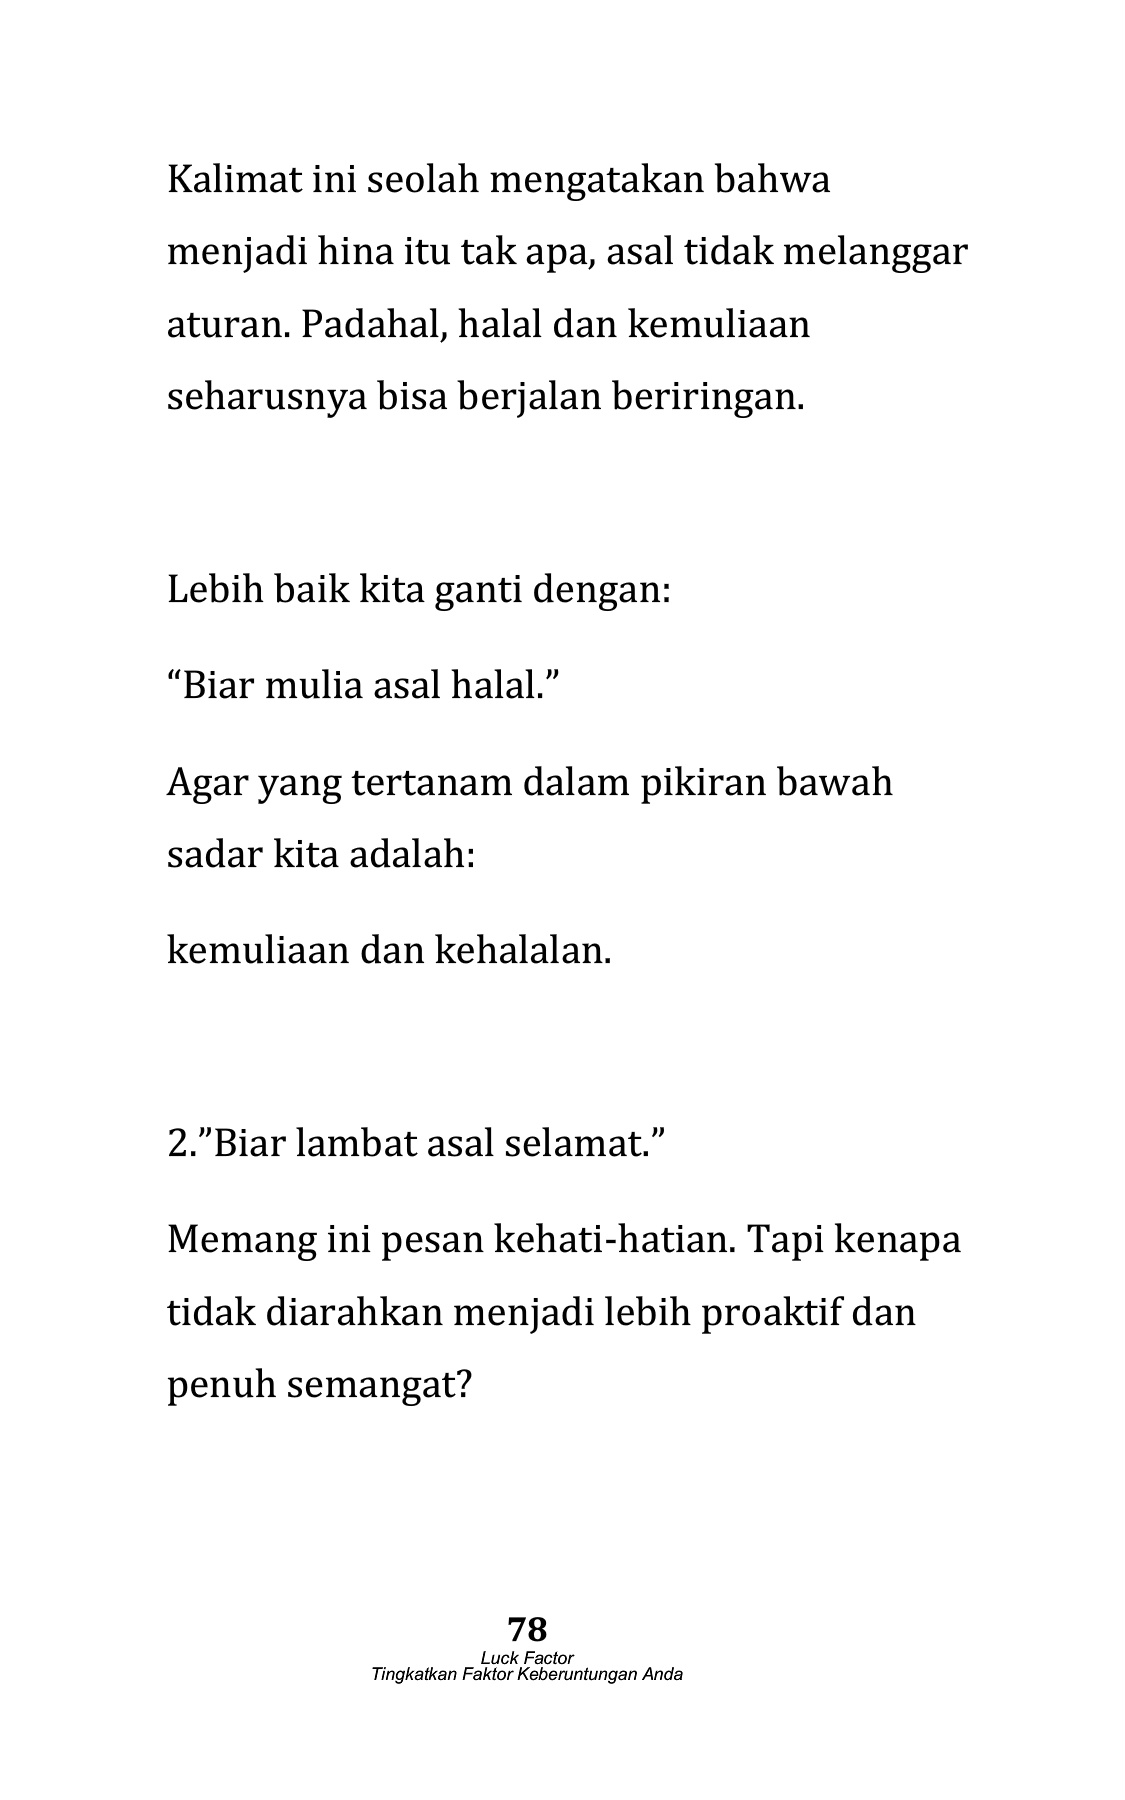 Kalimat ini seolah mengatakan bahwa
menjadi hina itu tak apa, asal tidak melanggar
aturan. Padahal, halal dan kemuliaan
seharusnya bisa berjalan beriringan.
Lebih baik kita ganti dengan:
“Biar mulia asal halal.”
Agar yang tertanam dalam pikiran bawah
sadar kita adalah:
kemuliaan dan kehalalan.
2.”Biar lambat asal selamat.”
Memang ini pesan kehati-hatian. Tapi kenapa
tidak diarahkan menjadi lebih proaktif dan
penuh semangat?
78
Luck Factor
Tingkatkan Faktor Keberuntungan Anda